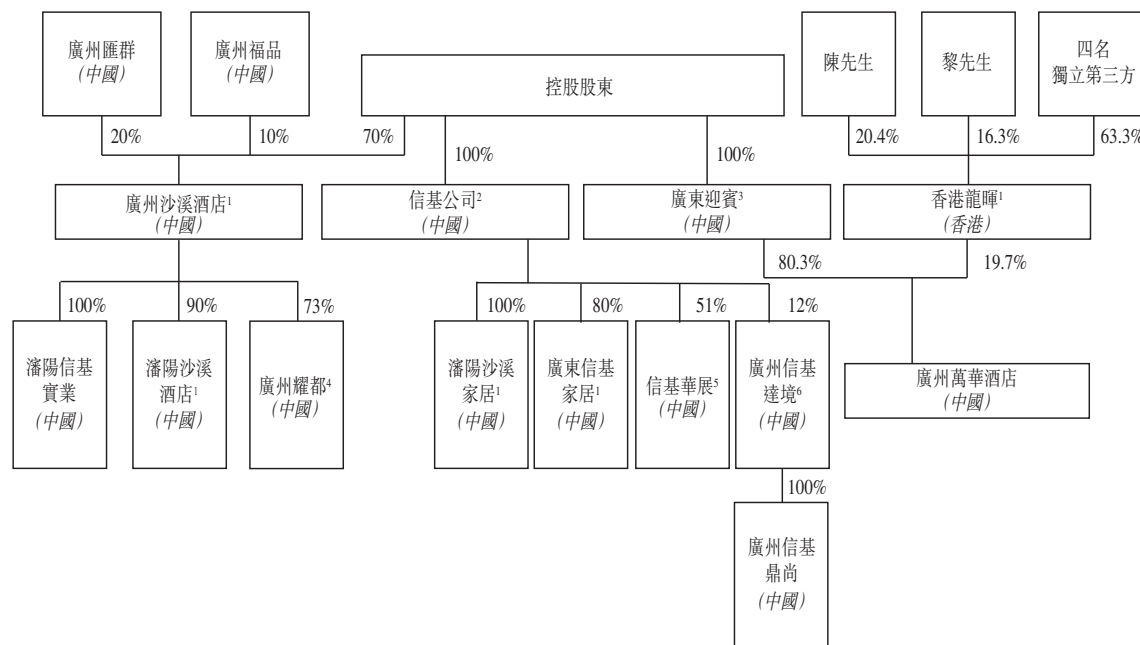 廣州匯群
(中國)
廣州福品
(中國)
控股股東
陳先生
黎先生
四名
獨立第三方
20%
10%
70%
100%
100%
20.4%
16.3%
63.3%
廣州沙溪酒店1
(中國)
信基公司2
(中國)
廣東迎賓3
(中國)
香港龍暉1
(香港)
80.3%
19.7%
100%
90%
73%
100%
80%
51%
12%
瀋陽信基
實業
(中國)
瀋陽沙溪
酒店1
(中國)
廣州耀都4
(中國)
瀋陽沙溪
家居1
(中國)
廣東信基
家居1
(中國)
信基華展5
(中國)
廣州信基
達境6
(中國)
廣州萬華酒店
(中國)
100%
廣州信基
鼎尚
(中國)